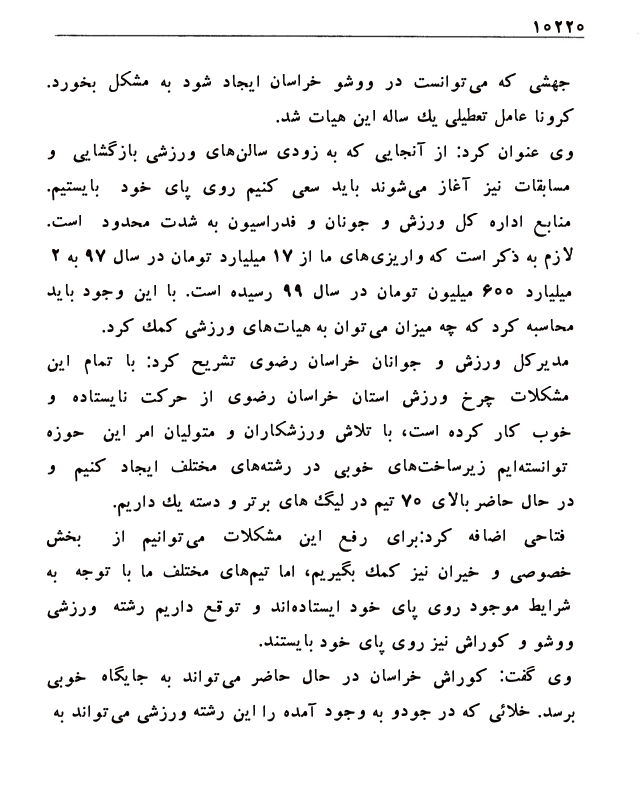 ۱۰۲۲۰
جهشی که می‌توانست در ووشو خراسان ایجاد شود به مشکل بخورد.
کرونا عامل تعطیلی یك ساله این هیات شد.
وی عنوان کرد: از آنجایی که به زودی سالن‌های ورزشی بازگشایی و
مسابقات نیز آغاز می‌شوند باید سعی کنیم روی پای خود بایستیم.
منابع اداره کل ورزش و جونان و فدراسیون به شدت محدود است.
لازم به ذکر است که واریزی‌های ما از ۱۷ میلیارد تومان در سال ۹۷ به ۲
میلیارد ۶۰۰ میلیون تومان در سال ۹۹ رسیده است. با این وجود باید
محاسبه کرد که چه میزان می‌توان به هیات‌های ورزشی کمك کرد.
مدیرکل ورزش و جوانان خراسان رضوی تشریح کرد: با تمام این
مشکلات چرخ ورزش استان خراسان رضوی از حرکت نایستاده و
خوب کار کرده است، با تلاش ورزشکاران و متولیان امر این حوزه
توانسته‌ایم زیرساخت‌های خوبی در رشته‌های مختلف ایجاد کنیم و
در حال حاضر بالای ۷۰ تیم در لیگ های برتر و دسته یك داریم.
فتاحی اضافه کرد:برای رفع این مشکلات می‌توانیم از بخش
خصوصی و خیران نیز کمك بگیریم، اما تیم‌های مختلف ما با توجه به
شرایط موجود روی پای خود ایستاده‌اند و توقع داریم رشته ورزشی
ووشو و کوراش نیز روی پای خود بایستند.
وی گفت: کوراش خراسان در حال حاضر می‌تواند به جایگاه خوبی
برسد. خلائی که در جودو به وجود آمده را این رشته ورزشی می‌تواند به